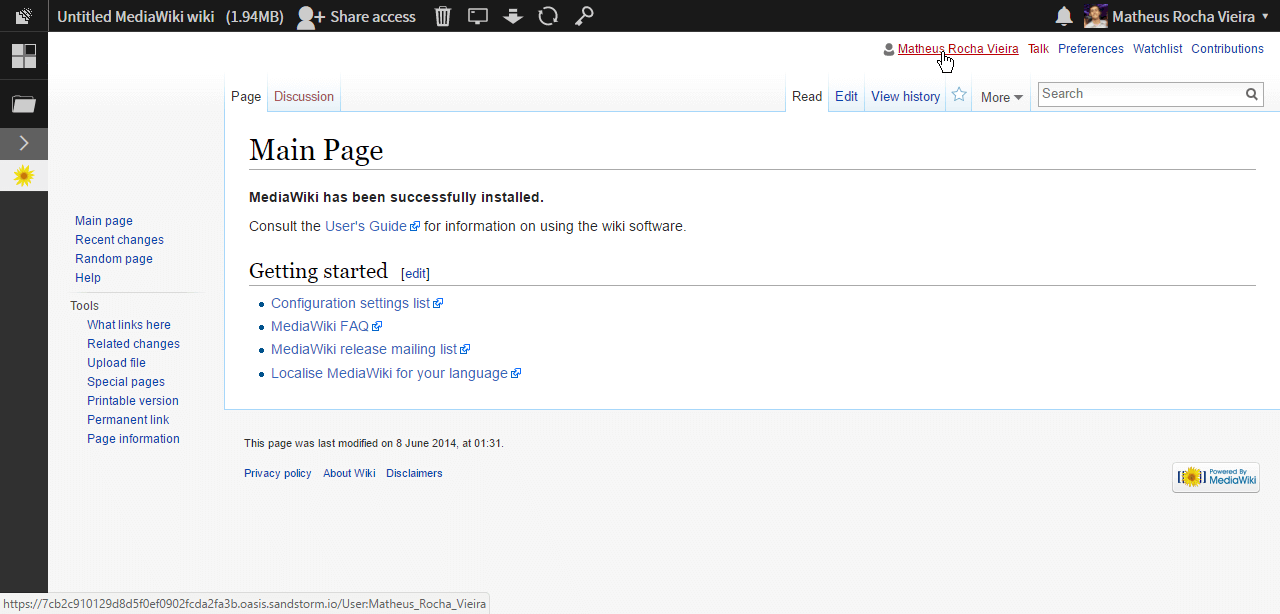 Untitled MediaWiki wiki (1.94MB) Share access Matheus Rocha Vieira
Matheus Rocha Vieira Talk Preferences Watchlist Contributions
Page Discussion Read Edit View history More Search
Main Page
MediaWiki has been successfully installed.
Consult the User's Guide for information on using the wiki software.
Getting started [edit]
Configuration settings list
MediaWiki FAQ
MediaWiki release mailing list
Localise MediaWiki for your language
Main page
Recent changes
Random page
Help
Tools
What links here
Related changes
Upload file
Special pages
Printable version
Permanent link
Page information
This page was last modified on 8 June 2014, at 01:31.
Privacy policy About Wiki Disclaimers
Powered By
MediaWiki
https://7cb2c910129d8d5f0ef0902fcda2fa3b.oasis.sandstorm.io/User:Matheus_Rocha_Vieira